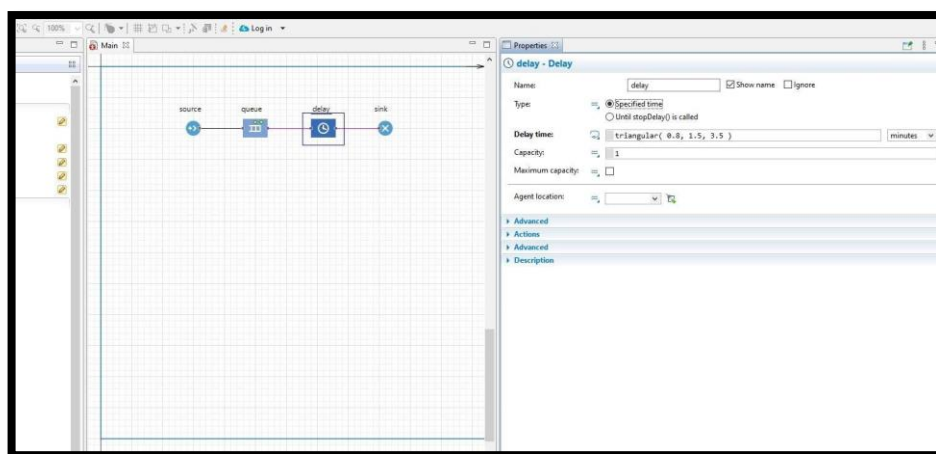 100% Log in
Main
Properties
delay - Delay
Name: delay Show name Ignore
Type: Specified time
Until stopDelay() is called
Delay time: triangular( 0.8, 1.5, 3.5 ) minutes
Capacity: 1
Maximum capacity:
Agent location:
Advanced
Actions
Advanced
Description
source queue delay sink